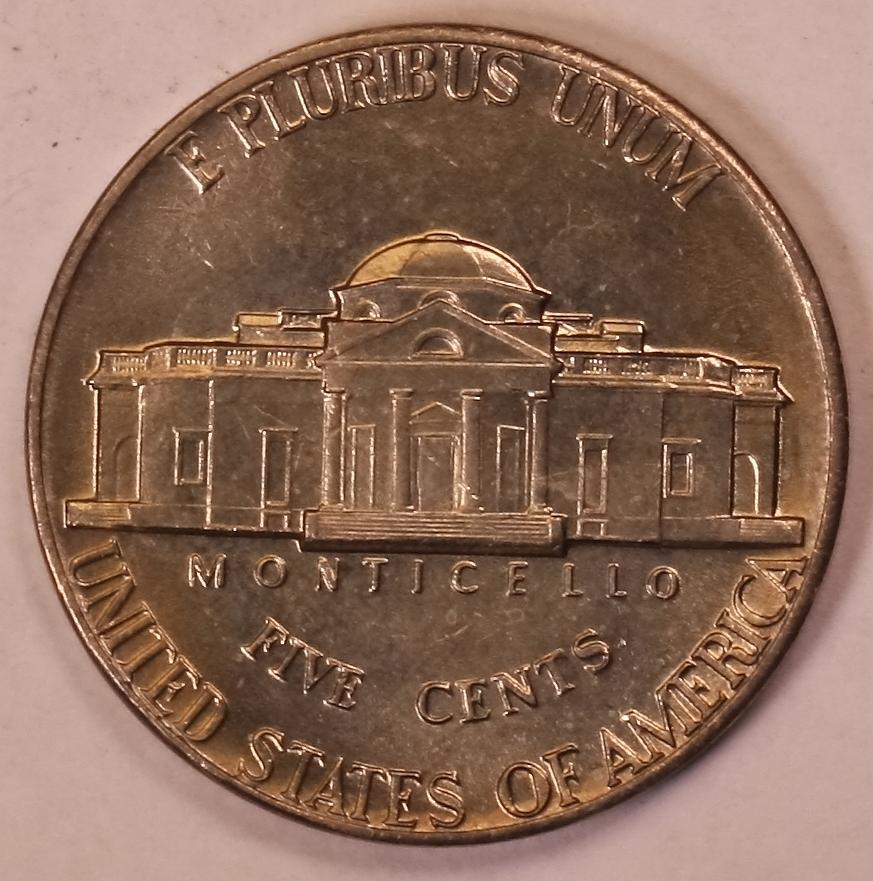 E PLURIBUS UNUM
MONTICELLO
FIVE CENTS
UNITED STATES OF AMERICA